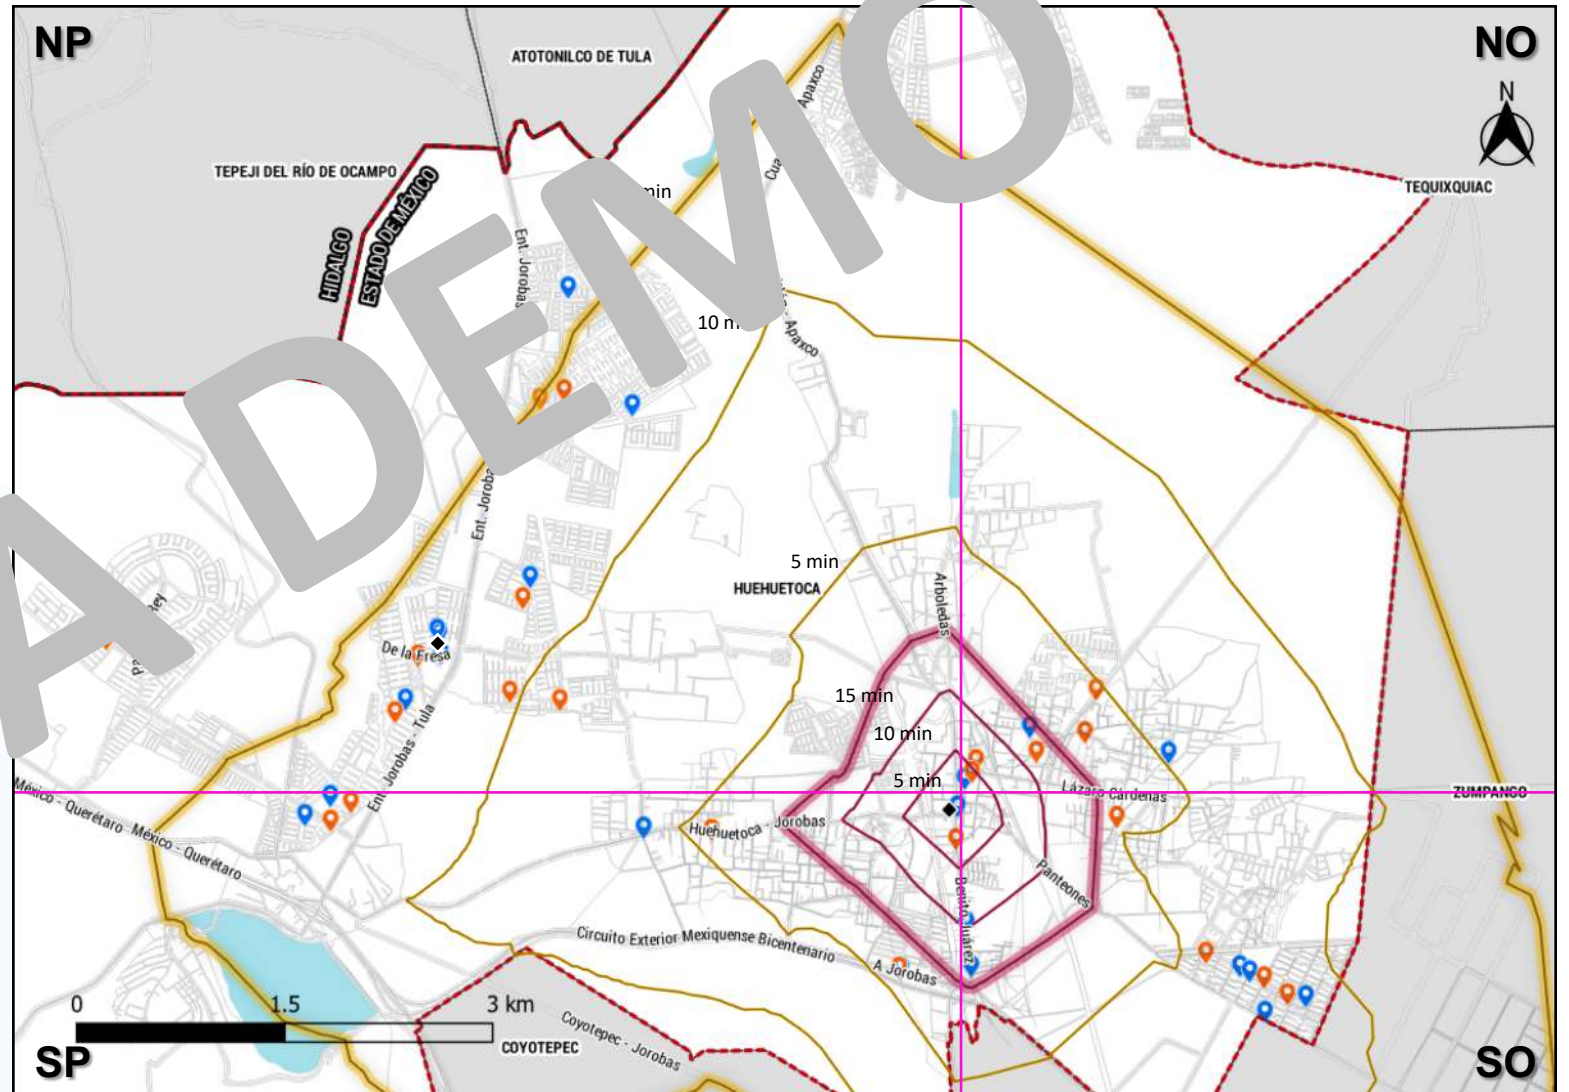 NP
NO
ATOTONILCO DE TULA
N
Apaxco
TEPEJI DEL RÍO DE OCAMPO
TEQUIXQUIAC
HIDALGO
ESTADO DE MÉXICO
min
Cua
Ent. Jorobas
10 m
- Apaxco
A DEMO
Ent. Joroba
5 min
HUEHUETOCA
Arboledas
De la Fresa
15 min
10 min
5 min
Ent. Jorobas - Tula
Lázaro Cárdenas
ZUMPANGO
México - Querétaro
México - Querétaro
Huehuetoca - Jorobas
Panteones
Benito Juárez
Circuito Exterior Mexiquense Bicentenario
A Jorobas
0 1.5 3 km
Coyotepec - Jorobas
COYOTEPEC
SP
SO